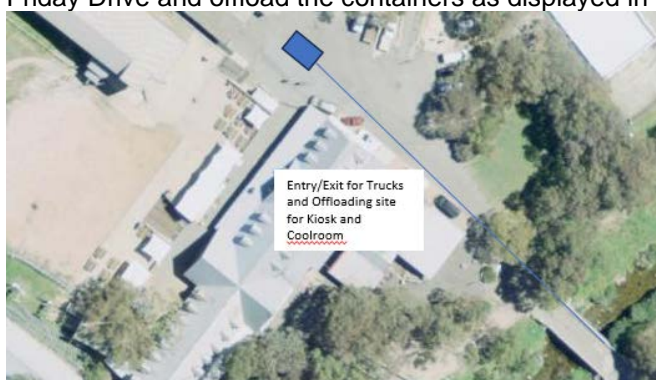 Friday Drive and offload the containers as displayed in
Entry/Exit for Trucks
and Offloading site
for Kiosk and
Coolroom